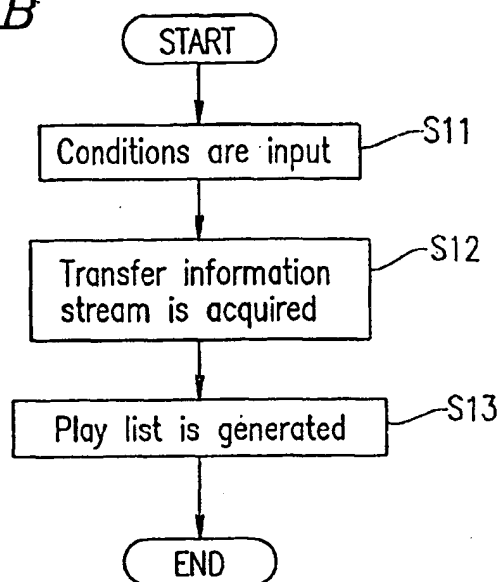 B
START
Conditions are input
S11
Transfer information
stream is acquired
S12
Play list is generated
S13
END